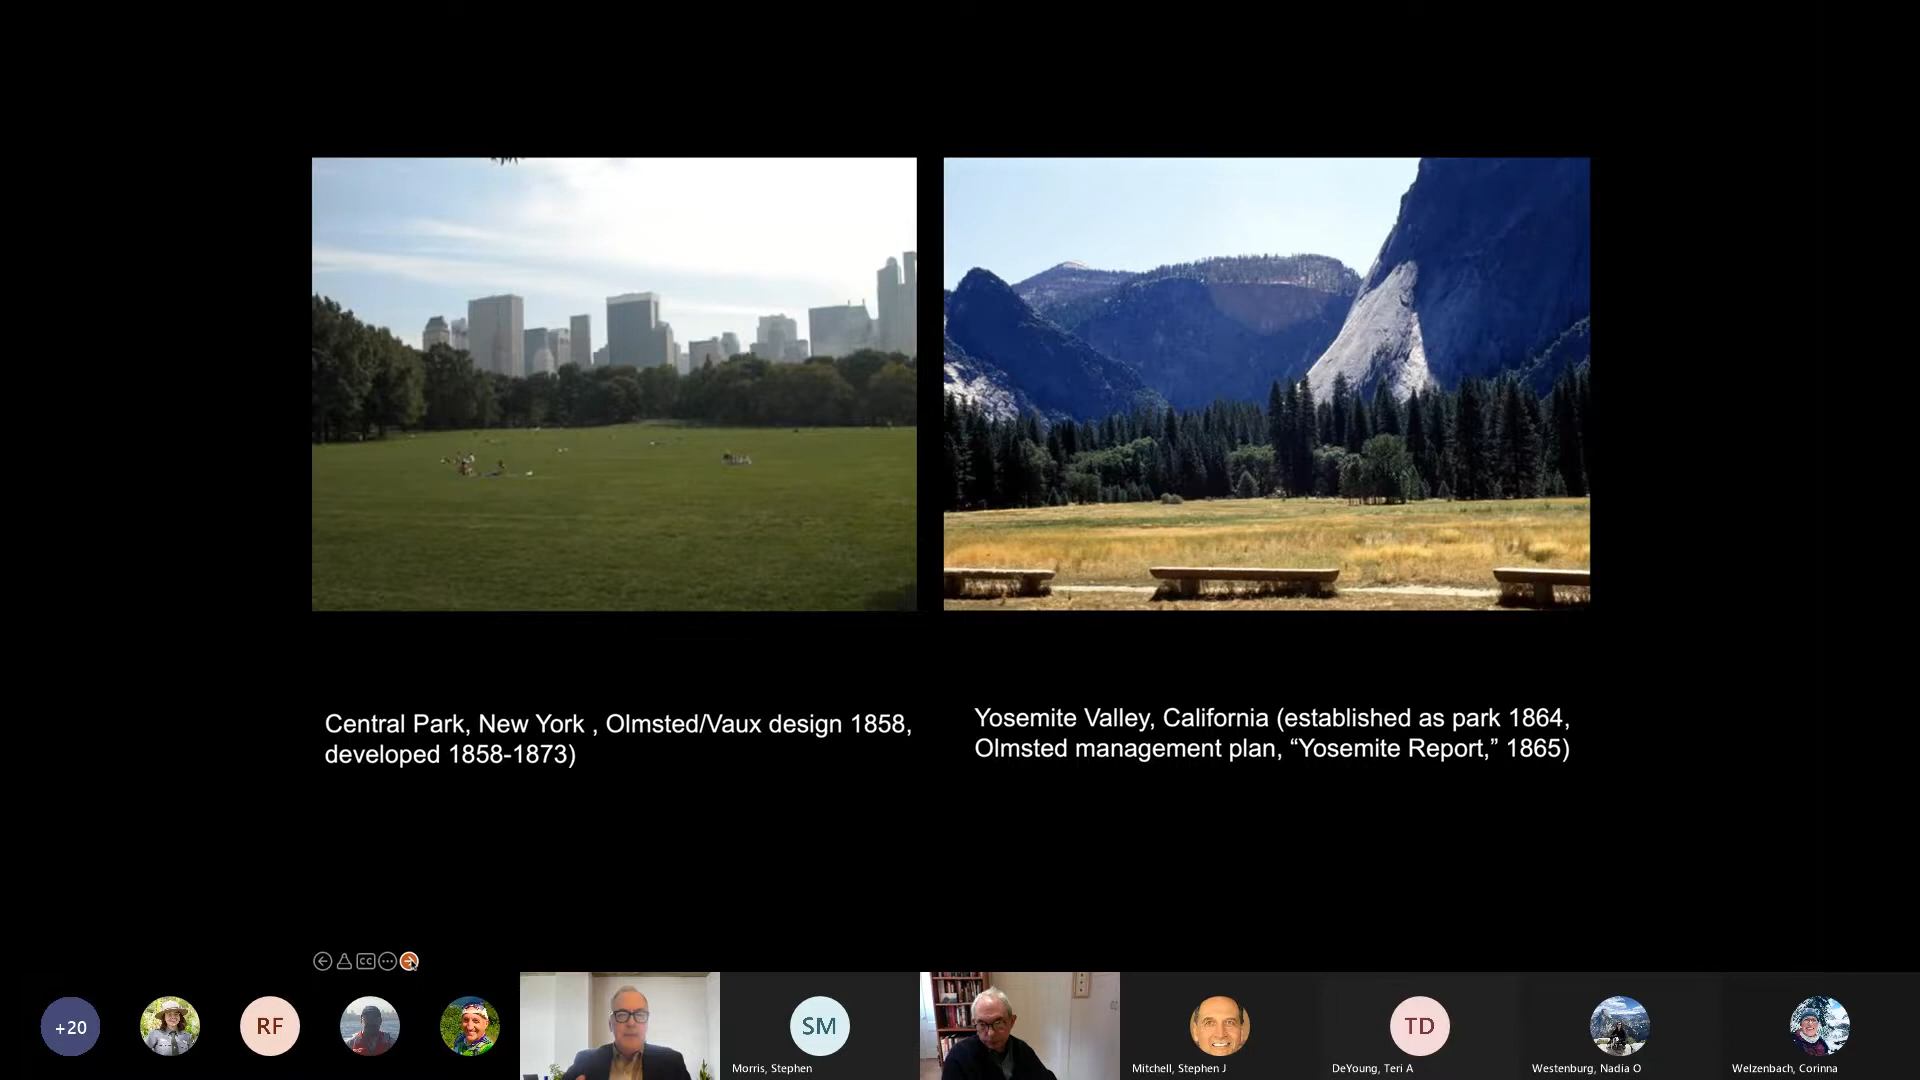 Central Park, New York , Olmsted/Vaux design 1858,
developed 1858-1873)
Yosemite Valley, California (established as park 1864,
Olmsted management plan, “Yosemite Report,” 1865)
CC
+20
RF
SM
TD
Morris, Stephen
Mitchell, Stephen J
DeYoung, Teri A
Westenburg, Nadia O
Welzenbach, Corinna